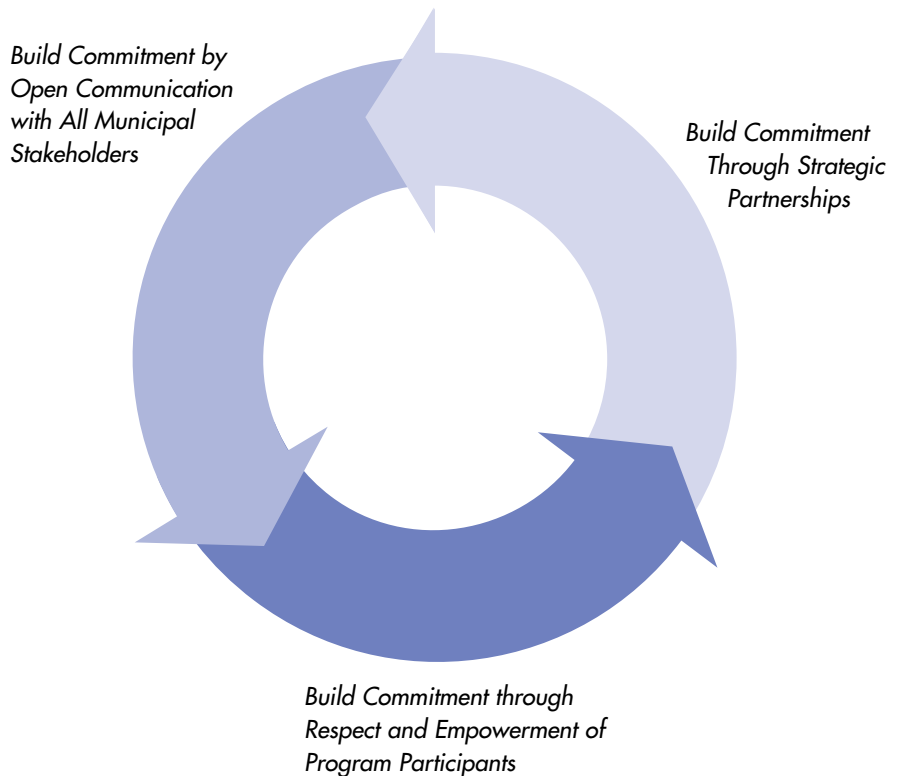 Build Commitment by
Open Communication
with All Municipal
Stakeholders
Build Commitment
Through Strategic
Partnerships
Build Commitment through
Respect and Empowerment of
Program Participants